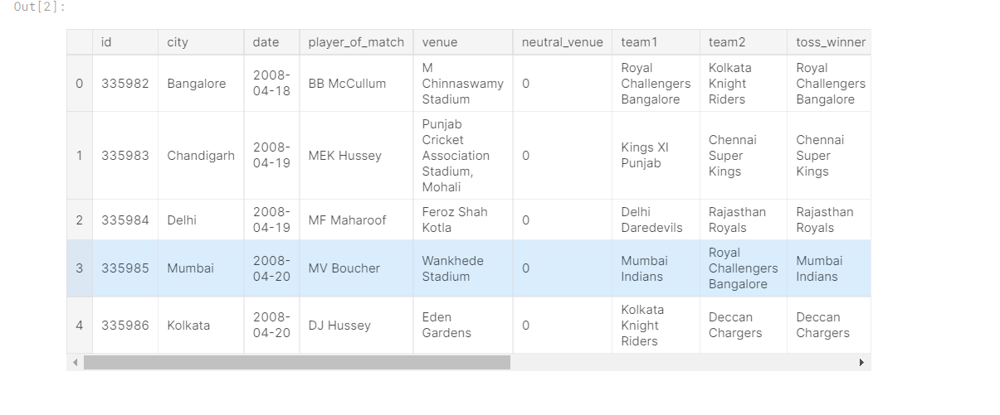 Out[2]:
id city date player_of_match venue neutral_venue team1 team2 toss_winner
0 335982 Bangalore 2008-04-18 BB McCullum M Chinnaswamy Stadium 0 Royal Challengers Bangalore Kolkata Knight Riders Royal Challengers Bangalore
1 335983 Chandigarh 2008-04-19 MEK Hussey Punjab Cricket Association Stadium, Mohali 0 Kings XI Punjab Chennai Super Kings Chennai Super Kings
2 335984 Delhi 2008-04-19 MF Maharoof Feroz Shah Kotla 0 Delhi Daredevils Rajasthan Royals Rajasthan Royals
3 335985 Mumbai 2008-04-20 MV Boucher Wankhede Stadium 0 Mumbai Indians Royal Challengers Bangalore Mumbai Indians
4 335986 Kolkata 2008-04-20 DJ Hussey Eden Gardens 0 Kolkata Knight Riders Deccan Chargers Deccan Chargers